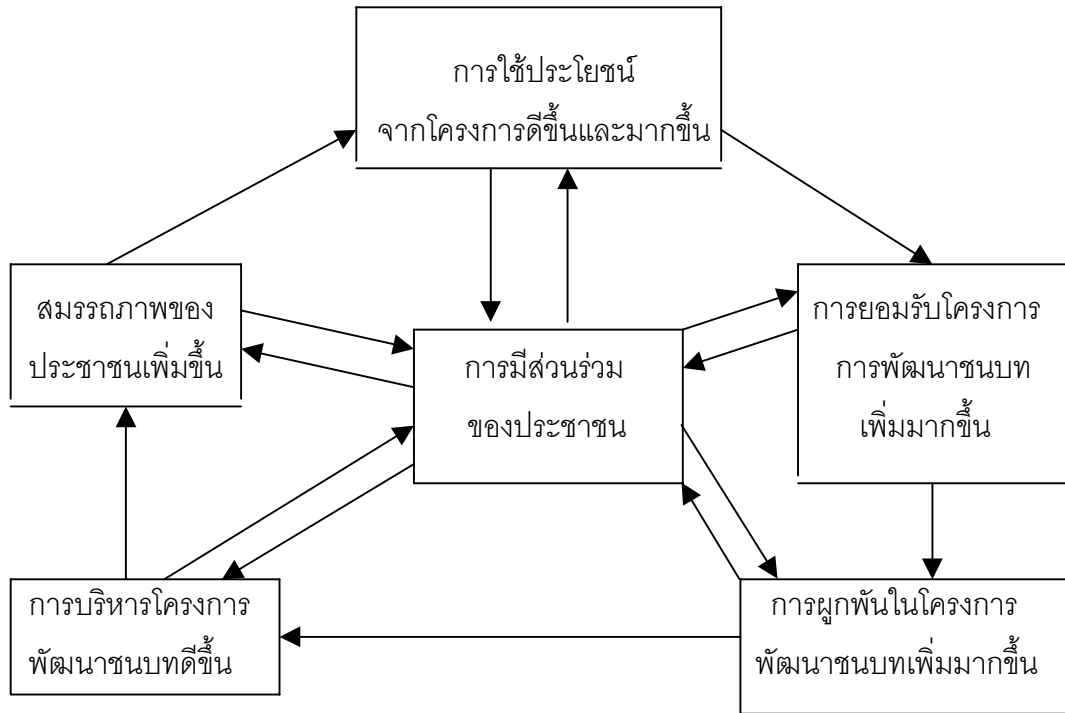 การใช้ประโยชน์
จากโครงการดีขึ้นและมากขึ้น
สมรรถภาพของ
ประชาชนเพิ่มขึ้น
การมีส่วนร่วม
ของประชาชน
การยอมรับโครงการ
การพัฒนาชนบท
เพิ่มมากขึ้น
การบริหารโครงการ
พัฒนาชนบทดีขึ้น
การผูกพันในโครงการ
พัฒนาชนบทเพิ่มมากขึ้น